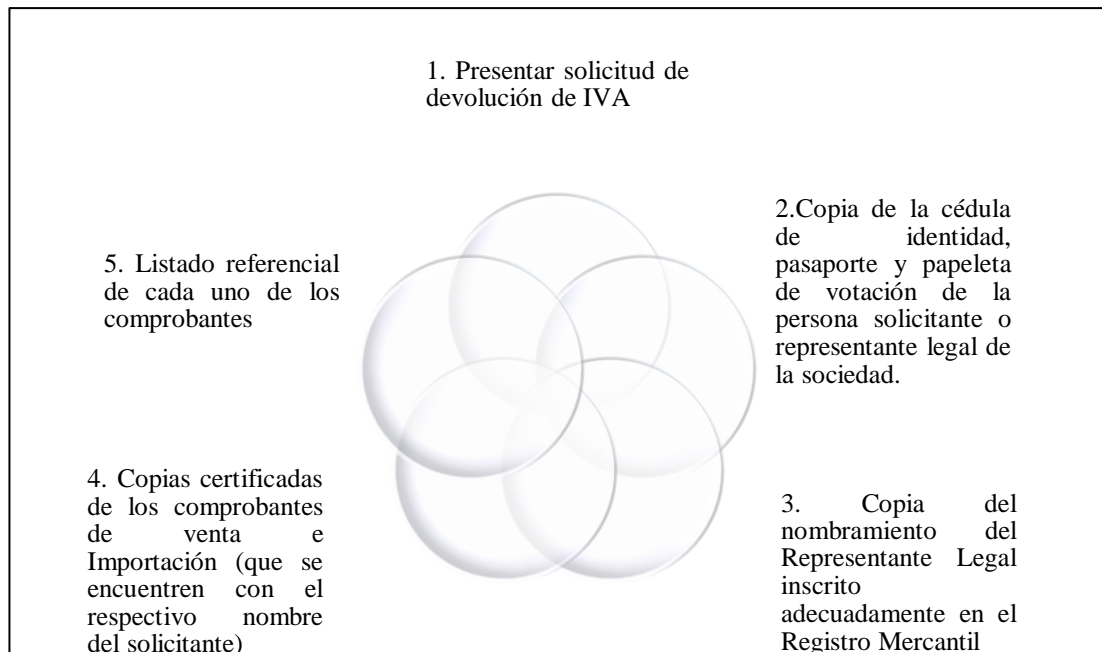 1. Presentar solicitud de
devolución de IVA
2.Copia de la cédula
de identidad,
pasaporte y papeleta
de votación de la
persona solicitante o
representante legal de
la sociedad.
3. Copia del
nombramiento del
Representante Legal
inscrito
adecuadamente en el
Registro Mercantil
4. Copias certificadas
de los comprobantes
de venta e
Importación (que se
encuentren con el
respectivo nombre
del solicitante)
5. Listado referencial
de cada uno de los
comprobantes